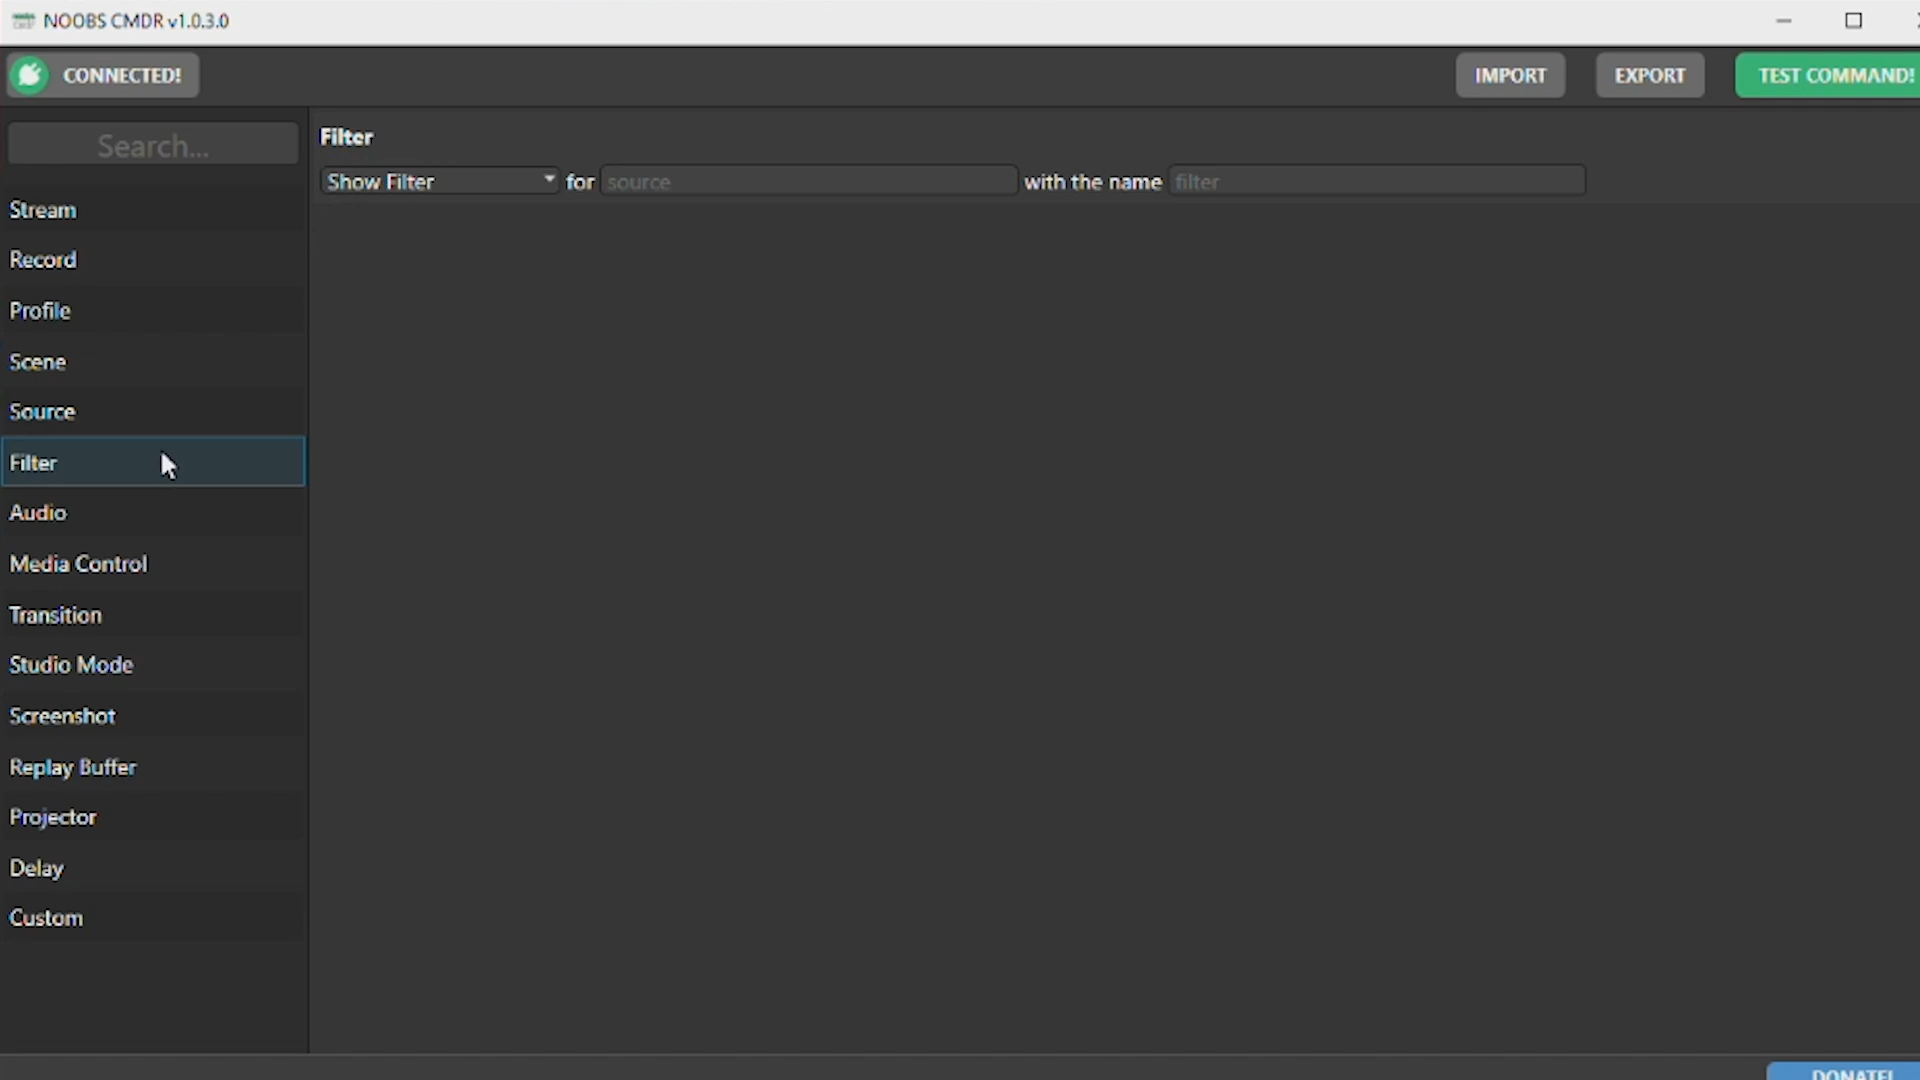 NOOBS CMDR v1.0.3.0
CONNECTED!
IMPORT
EXPORT
TEST COMMAND!
Search...
Filter
Show Filter for source with the name filter
Stream
Record
Profile
Scene
Source
Filter
Audio
Media Control
Transition
Studio Mode
Screenshot
Replay Buffer
Projector
Delay
Custom
DONATE!